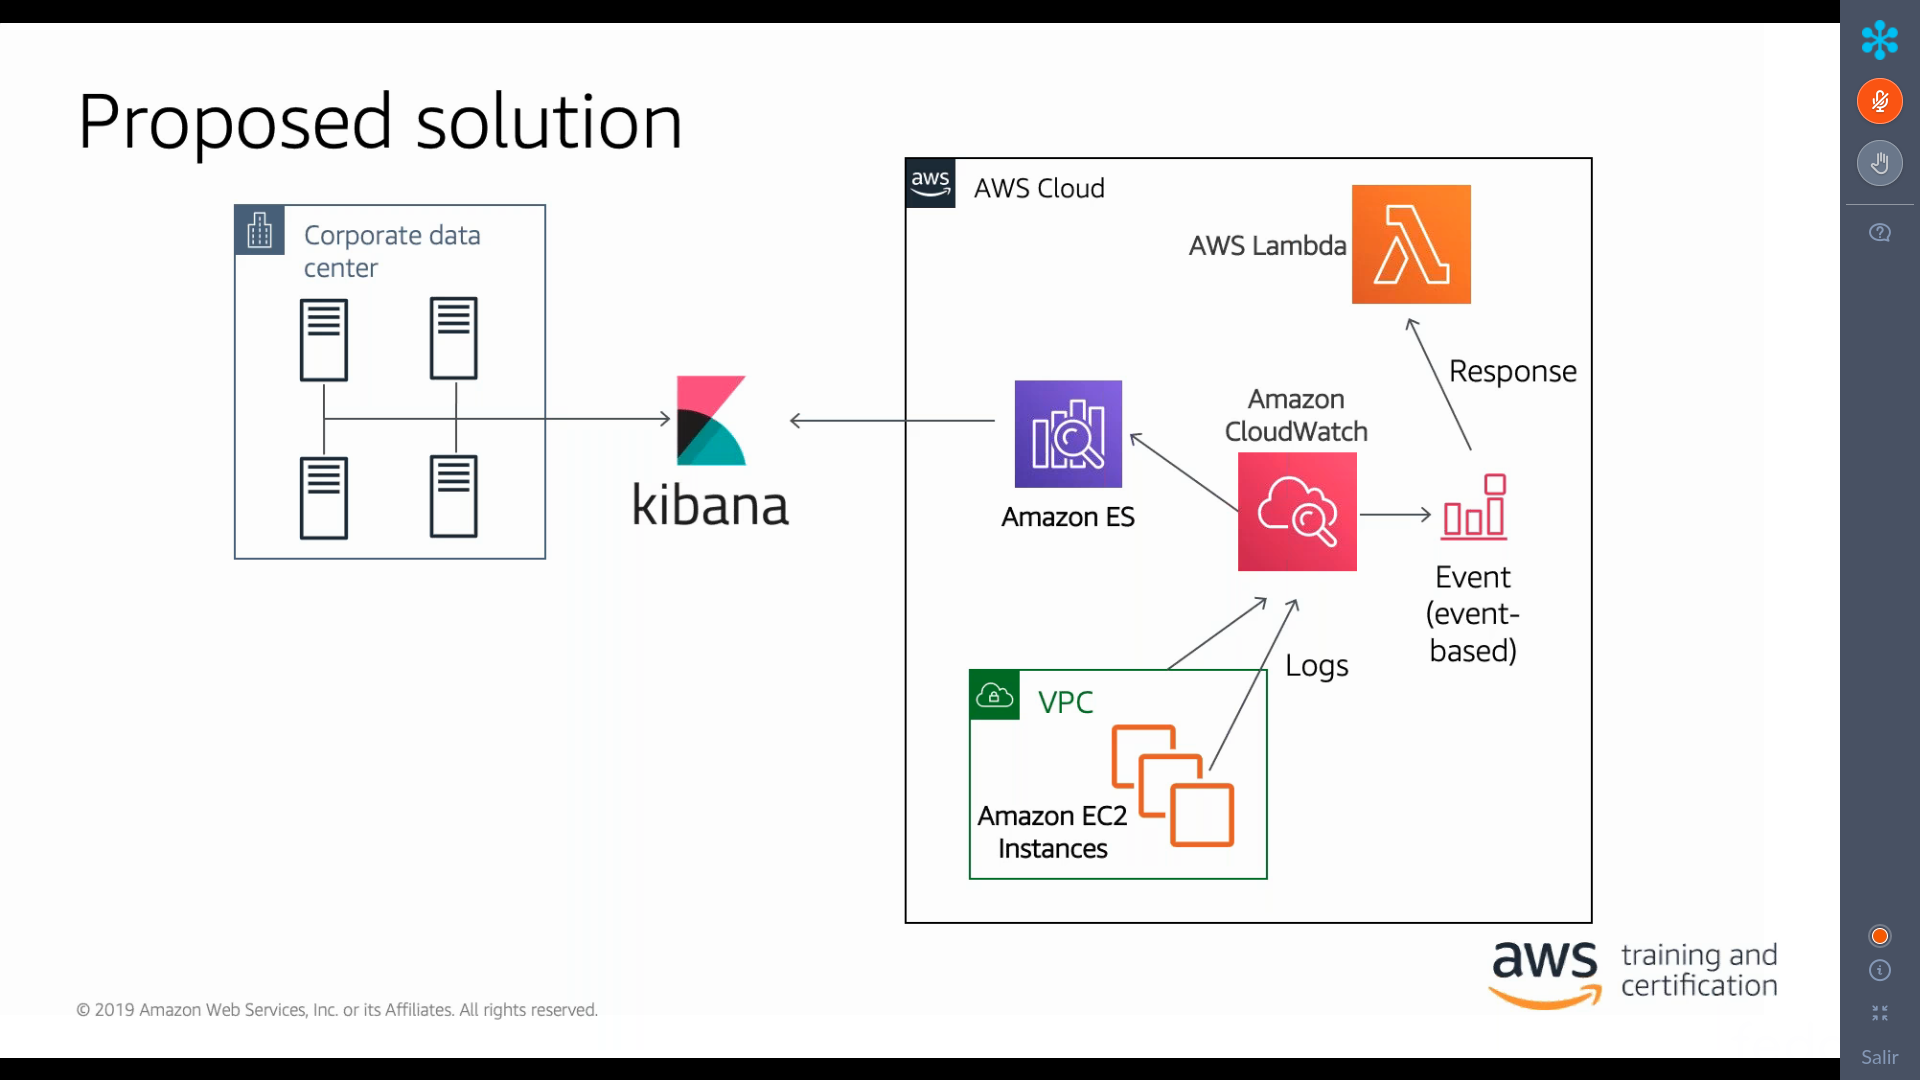 Proposed solution
Corporate data
center
kibana
aws
AWS Cloud
AWS Lambda
Response
Amazon
CloudWatch
Amazon ES
Event
(event-
based)
Logs
VPC
Amazon EC2
Instances
© 2019 Amazon Web Services, Inc. or its Affiliates. All rights reserved.
aws
training and
certification
Salir